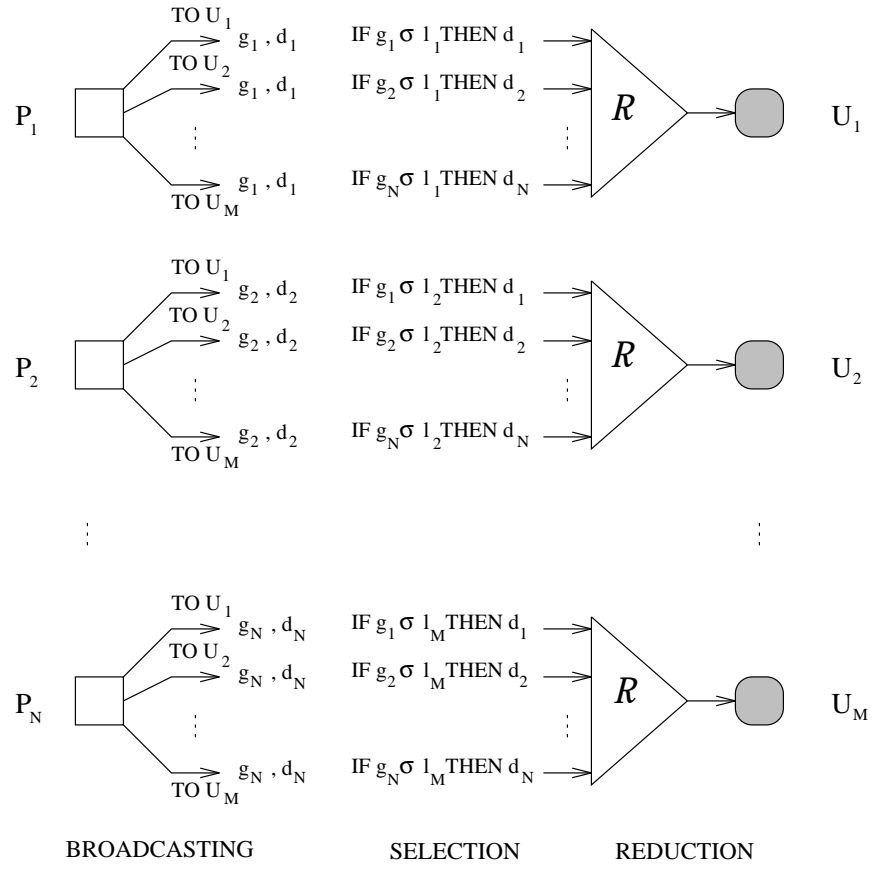 TO U1
g1 , d1 IF g1 σ l1 THEN d1
TO U2
g1 , d1 IF g2 σ l1 THEN d2
P1 R U1
g1 , d1 IF gN σ l1 THEN dN
TO UM
TO U1
g2 , d2 IF g1 σ l2 THEN d1
TO U2
g2 , d2 IF g2 σ l2 THEN d2
P2 R U2
g2 , d2 IF gN σ l2 THEN dN
TO UM
TO U1
gN , dN IF g1 σ lM THEN d1
TO U2
gN , dN IF g2 σ lM THEN d2
PN R UM
gN , dN IF gN σ lM THEN dN
TO UM
BROADCASTING SELECTION REDUCTION